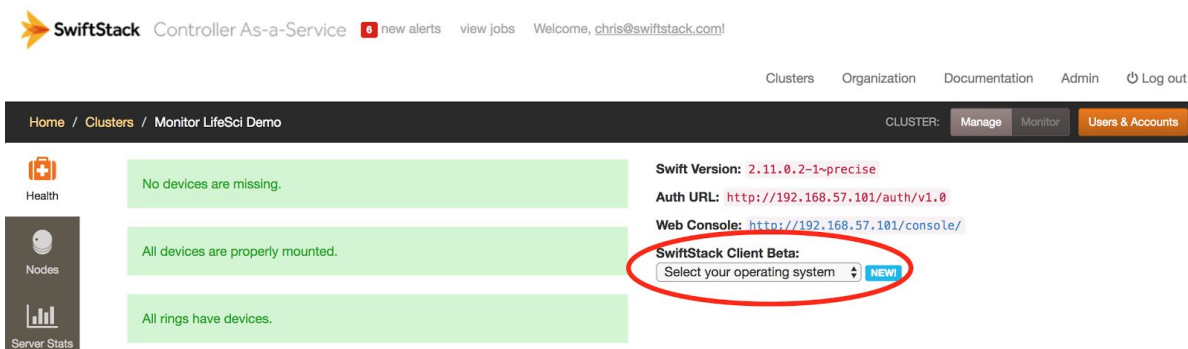 SwiftStack Controller As-a-Service 6 new alerts view jobs Welcome, chris@swiftstack.com!
Clusters Organization Documentation Admin Log out
Home / Clusters / Monitor LifeSci Demo CLUSTER: Manage Monitor Users & Accounts
Health
Nodes
Server Stats
No devices are missing.
All devices are properly mounted.
All rings have devices.
Swift Version: 2.11.0.2-1~precise
Auth URL: http://192.168.57.101/auth/v1.0
Web Console: http://192.168.57.101/console/
SwiftStack Client Beta:
Select your operating system NEW!